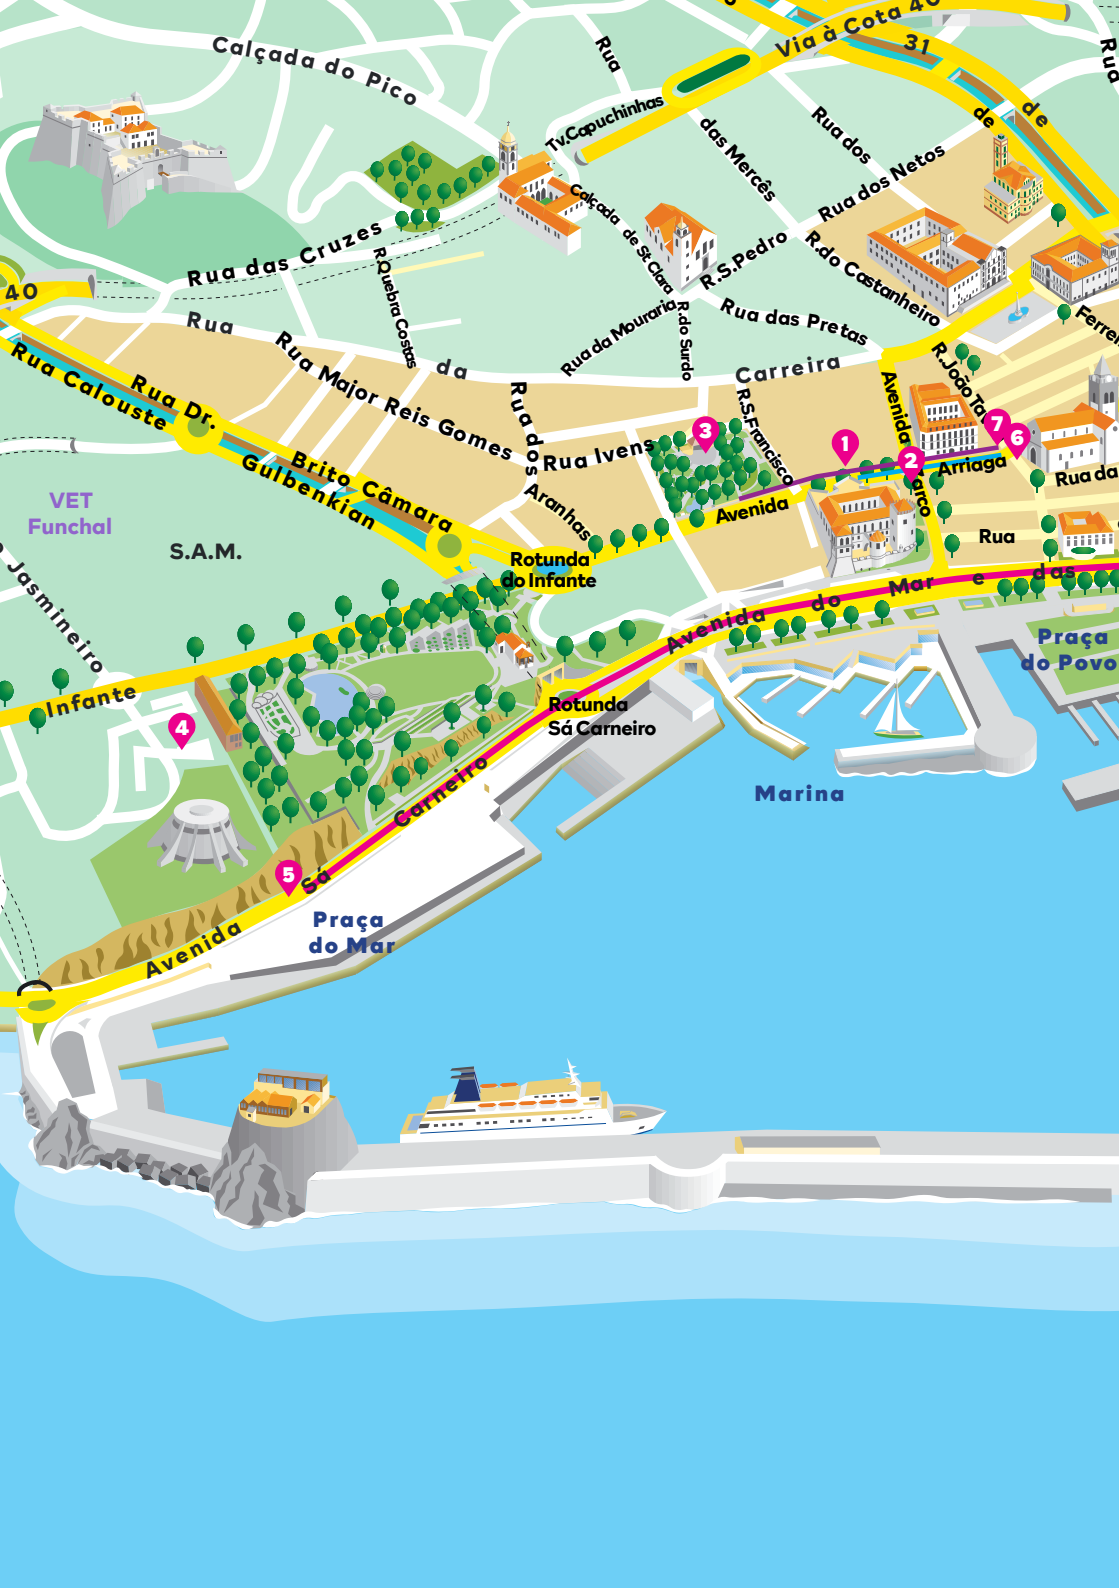 Calçada do Pico
Rua
das Mercês
Tv.Capuchinhas
Via à Cota 40
31
de
de
Rua
Rua dos
Rua dos Netos
Calçada de St. Clara
R.S.Pedro
R.do Castanheiro
Rua das Cruzes
R.Quebra Costas
40
Rua
da
Carreira
Rua da Mouraria
R.do Surdo
Rua das Pretas
Ferrei
Rua Calouste
Gulbenkian
Rua Dr.
Brito Câmara
Rua Major Reis Gomes
Rua dos
Aranhas
Rua Ivens
R.S.Francisco
Avenida
R.João Ta
3
1
2
7
6
Avenida
Arriaga
Rua da
Rua
VET
Funchal
S.A.M.
Jasmineiro
Rotunda
do Infante
Avenida do Mar e das
Infante
4
Praça
do Povo
Rotunda
Sá Carneiro
Marina
5
Avenida
Sá
Carneiro
Praça
do Mar